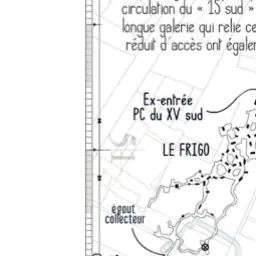 circulation du « 15 sud »
longue galerie qui relie ce
réduit d'accès ont égaler
Ex-entrée
PC du XV sud
LE FRIGO
égout
collecteur